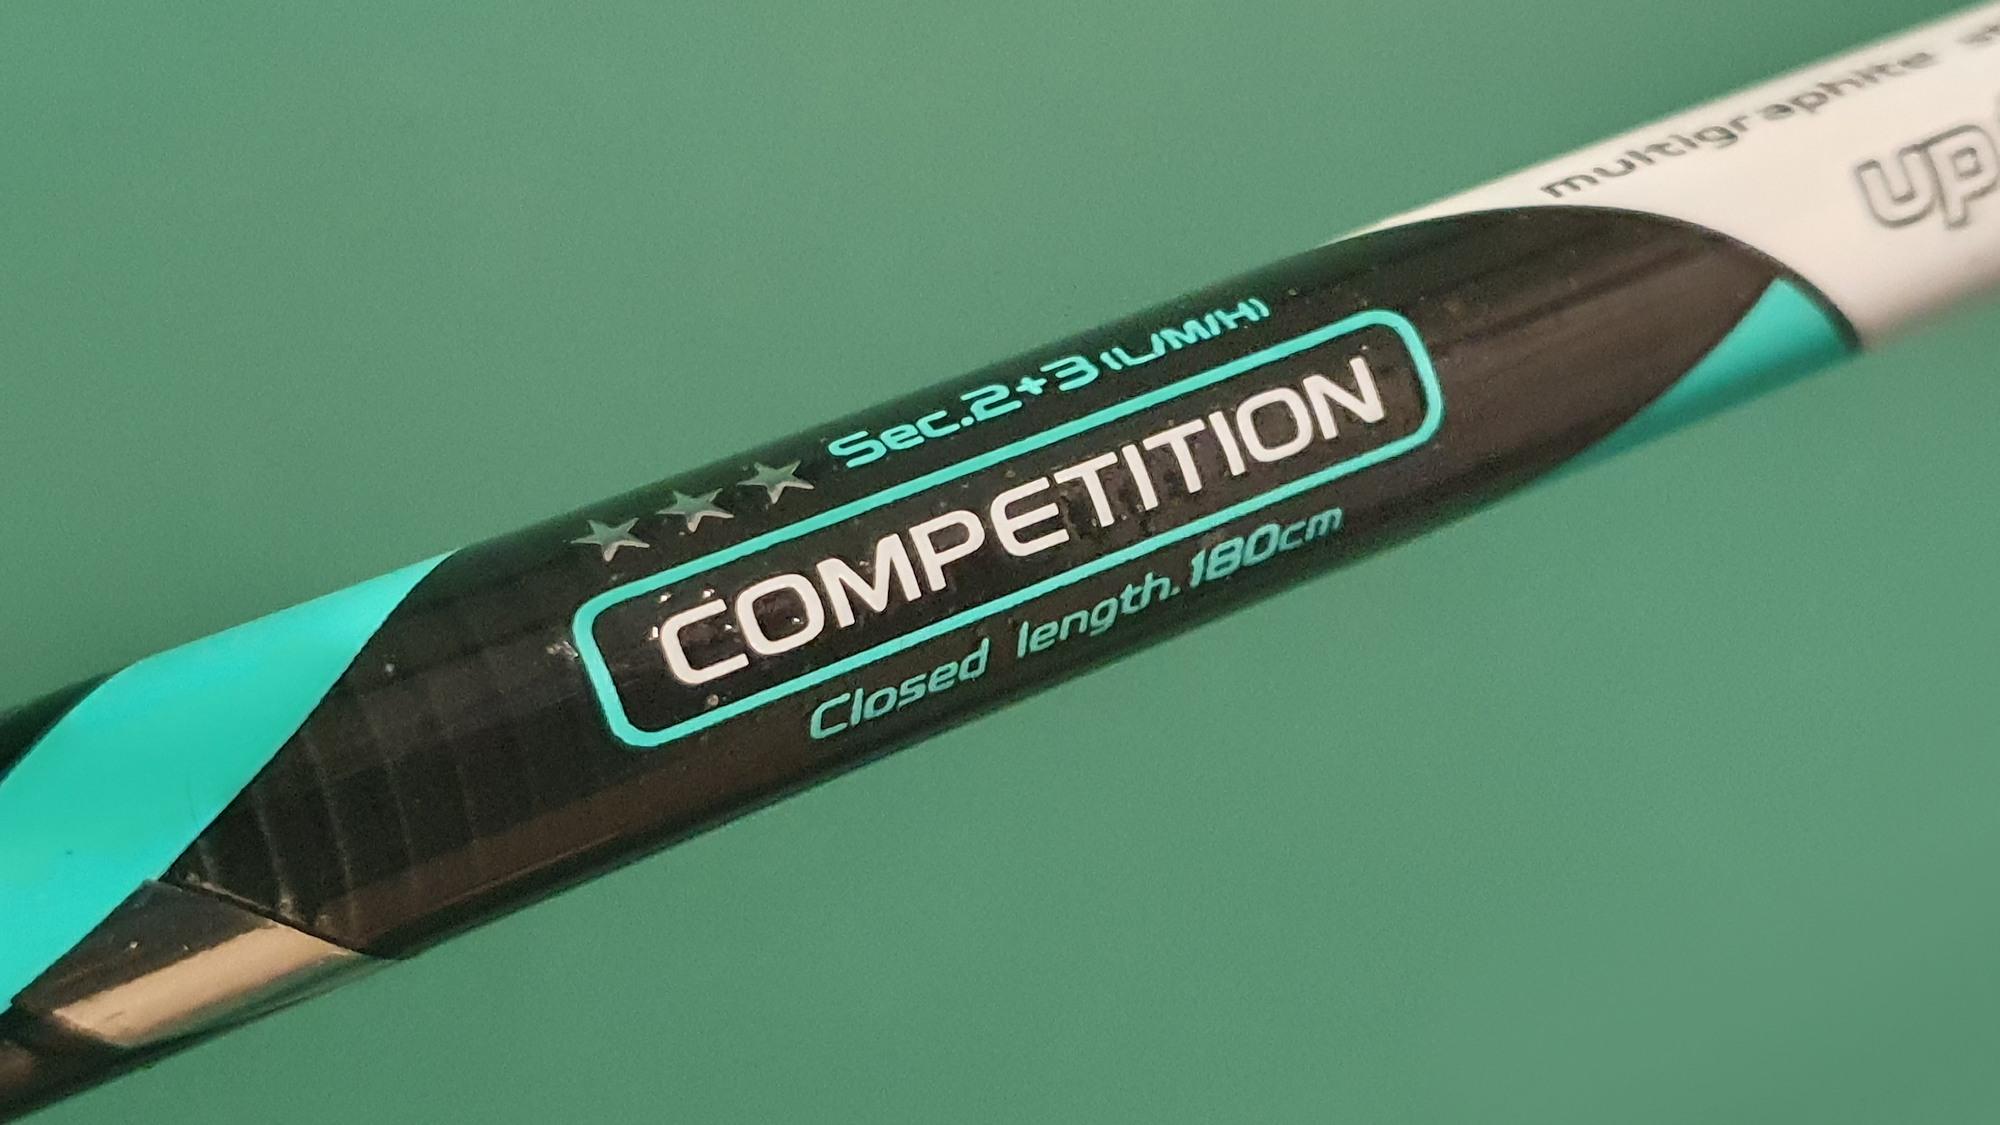 multigraphite
Sec.2+3(L/M/H)
COMPETITION
Closed length.180cm